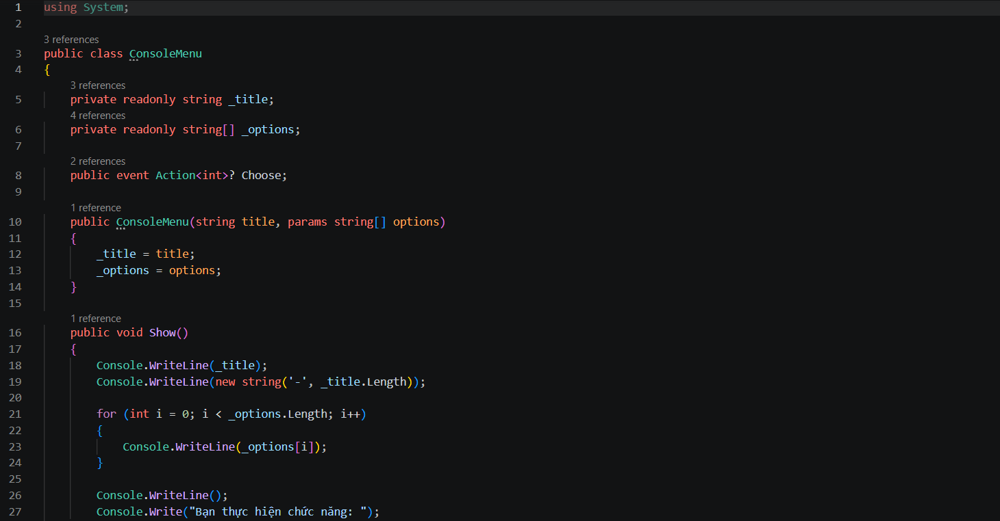 1 using System;
2
3 references
3 public class ConsoleMenu
4 {
3 references
5 private readonly string _title;
4 references
6 private readonly string[] _options;
7
2 references
8 public event Action<int>? Choose;
9
1 reference
10 public ConsoleMenu(string title, params string[] options)
11 {
12 _title = title;
13 _options = options;
14 }
15
1 reference
16 public void Show()
17 {
18 Console.WriteLine(_title);
19 Console.WriteLine(new string('-', _title.Length));
20
21 for (int i = 0; i < _options.Length; i++)
22 {
23 Console.WriteLine(_options[i]);
24 }
25
26 Console.WriteLine();
27 Console.Write("Bạn thực hiện chức năng: ");